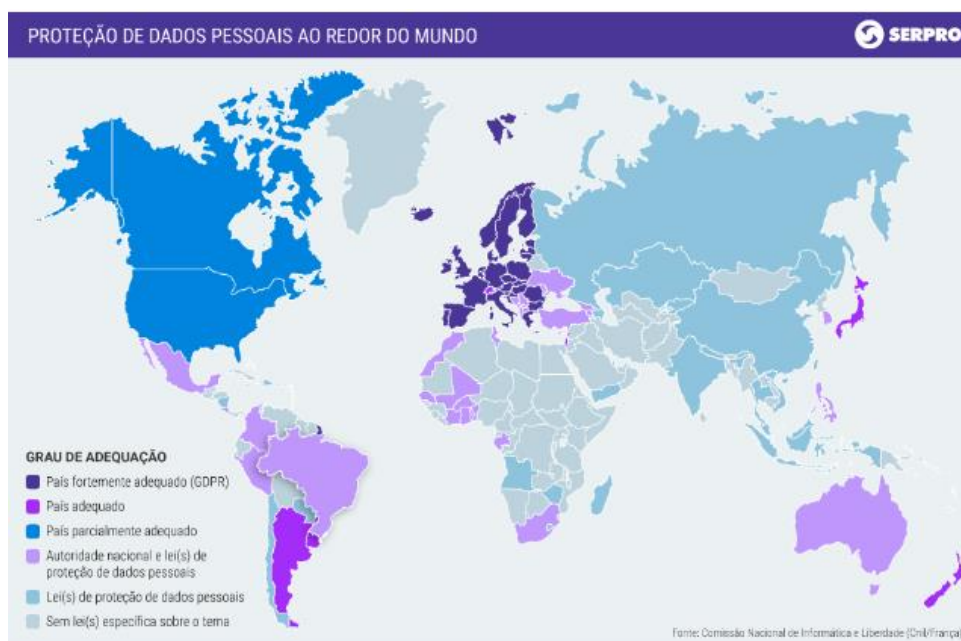 PROTEÇÃO DE DADOS PESSOAIS AO REDOR DO MUNDO
SERPRO
GRAU DE ADEQUAÇÃO
País fortemente adequado (GDPR)
País adequado
País parcialmente adequado
Autoridade nacional e lei(s) de
proteção de dados pessoais
Lei(s) de proteção de dados pessoais
Sem lei(s) específica sobre o tema
Fonte: Comissão Nacional de Informática e Liberdade (Cnil/França)